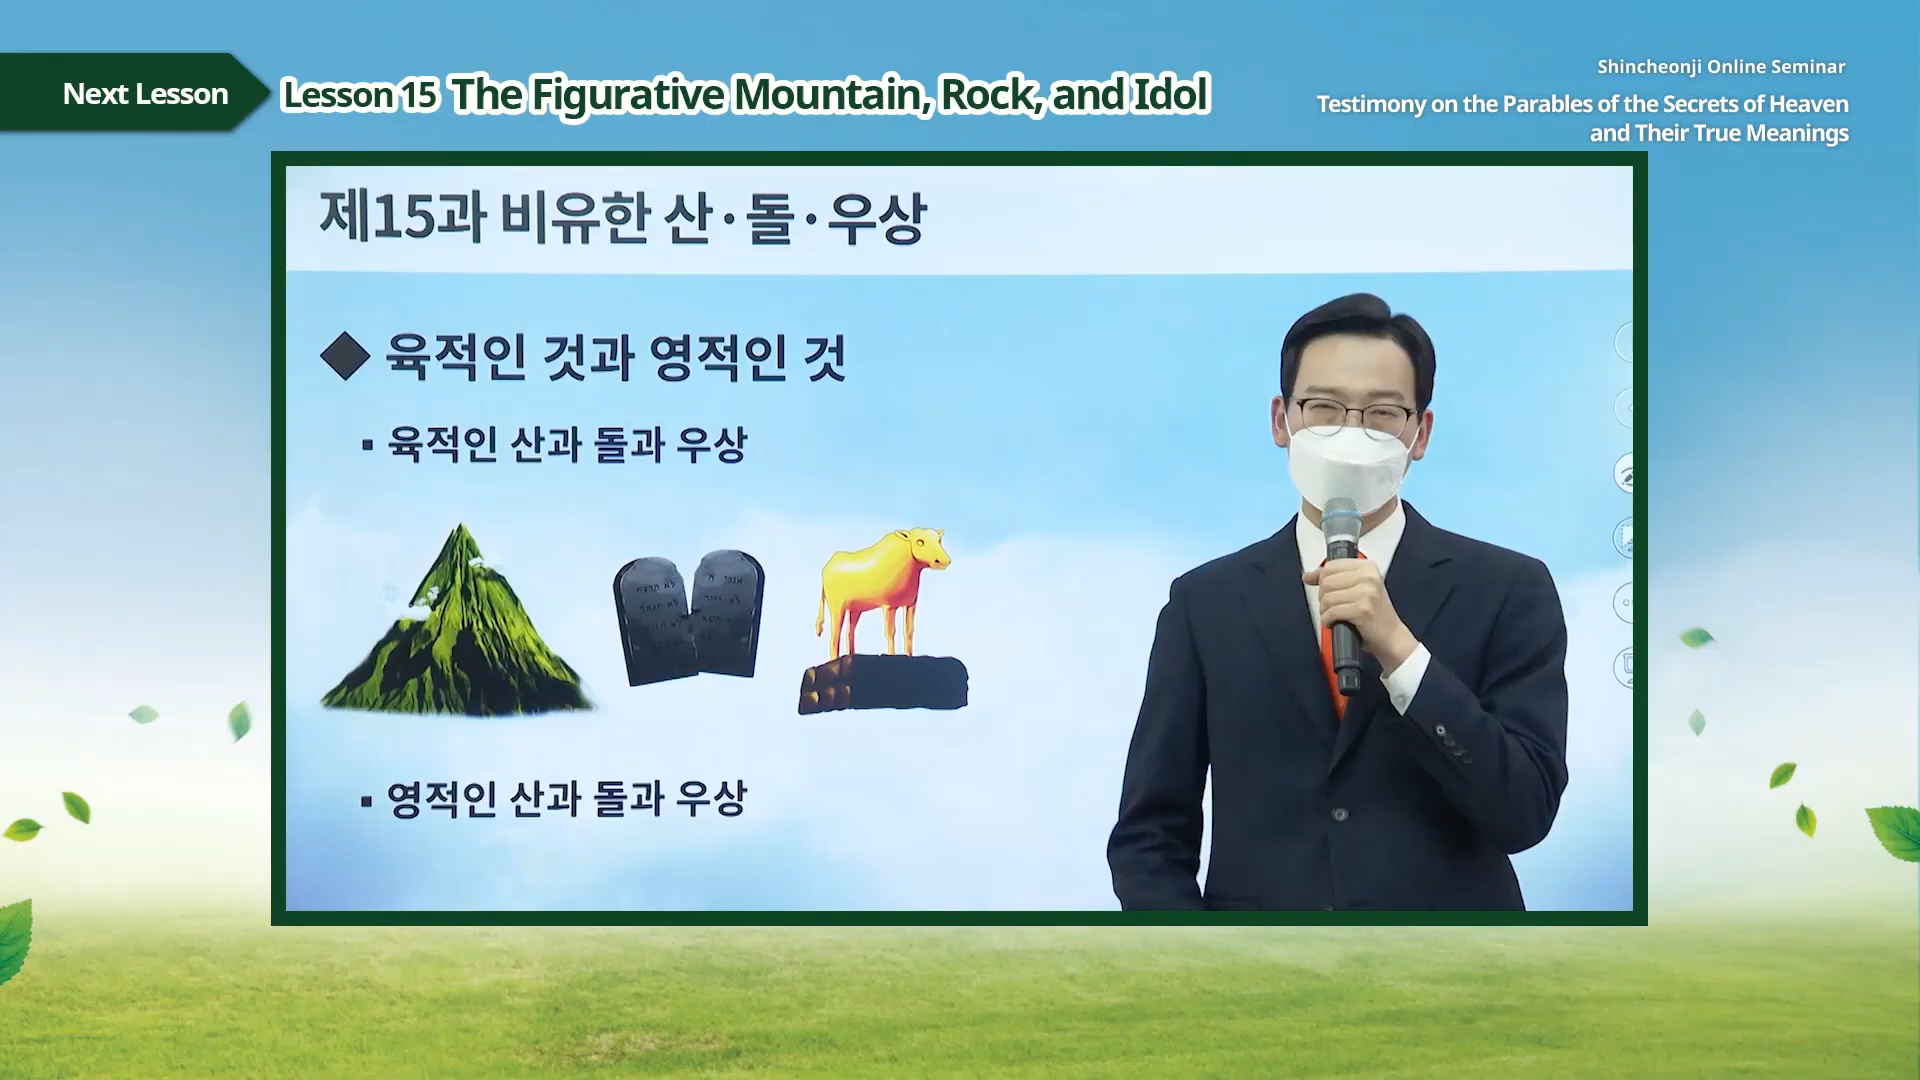 Next Lesson
Lesson 15 The Figurative Mountain, Rock, and Idol
Shincheonji Online Seminar
Testimony on the Parables of the Secrets of Heaven
and Their True Meanings
제15과 비유한 산·돌·우상
◆ 육적인 것과 영적인 것
▪ 육적인 산과 돌과 우상
▪ 영적인 산과 돌과 우상